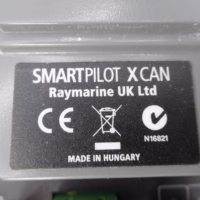 SMARTPILOT X CAN
Raymarine UK Ltd
CE
N16821
MADE IN HUNGARY